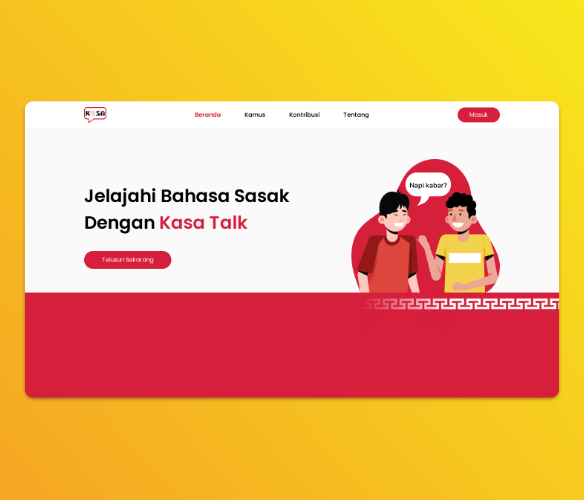 KASA
Beranda
Kamus
Kontribusi
Tentang
Masuk
Napi kabar?
Jelajahi Bahasa Sasak
Dengan Kasa Talk
Telusuri Sekarang